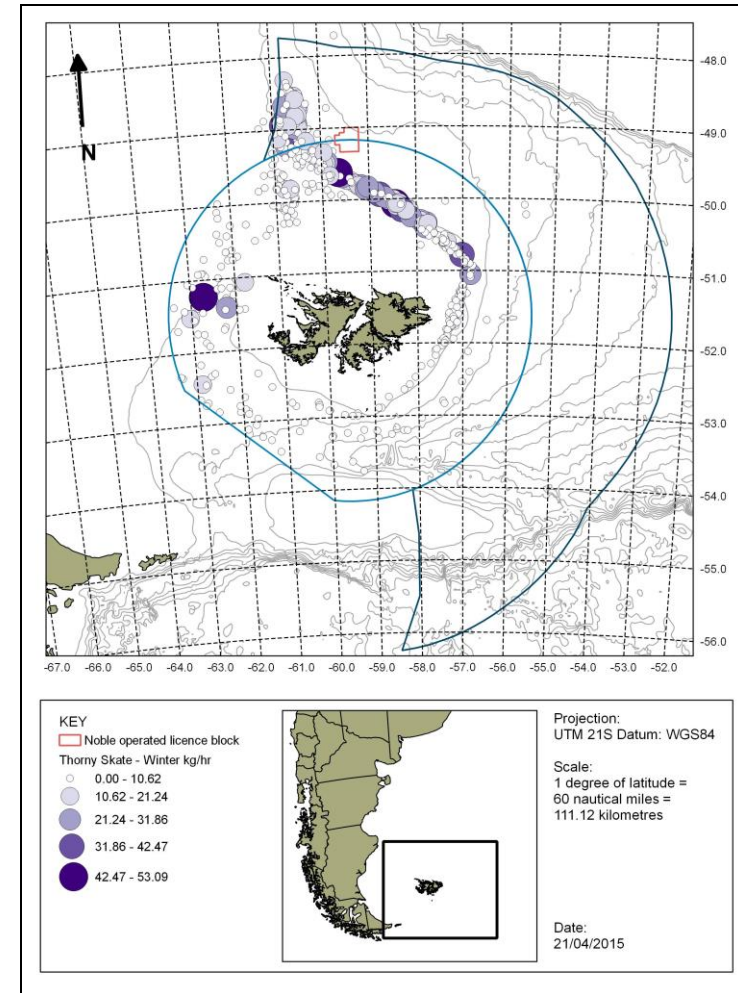 N
-48.0
-49.0
-50.0
-51.0
-52.0
-53.0
-54.0
-55.0
-56.0
-67.0 -66.0 -65.0 -64.0 -63.0 -62.0 -61.0 -60.0 -59.0 -58.0 -57.0 -56.0 -55.0 -54.0 -53.0 -52.0
KEY
Noble operated licence block
Thorny Skate - Winter kg/hr
0.00 - 10.62
10.62 - 21.24
21.24 - 31.86
31.86 - 42.47
42.47 - 53.09
Projection:
UTM 21S Datum: WGS84
Scale:
1 degree of latitude =
60 nautical miles =
111.12 kilometres
Date:
21/04/2015